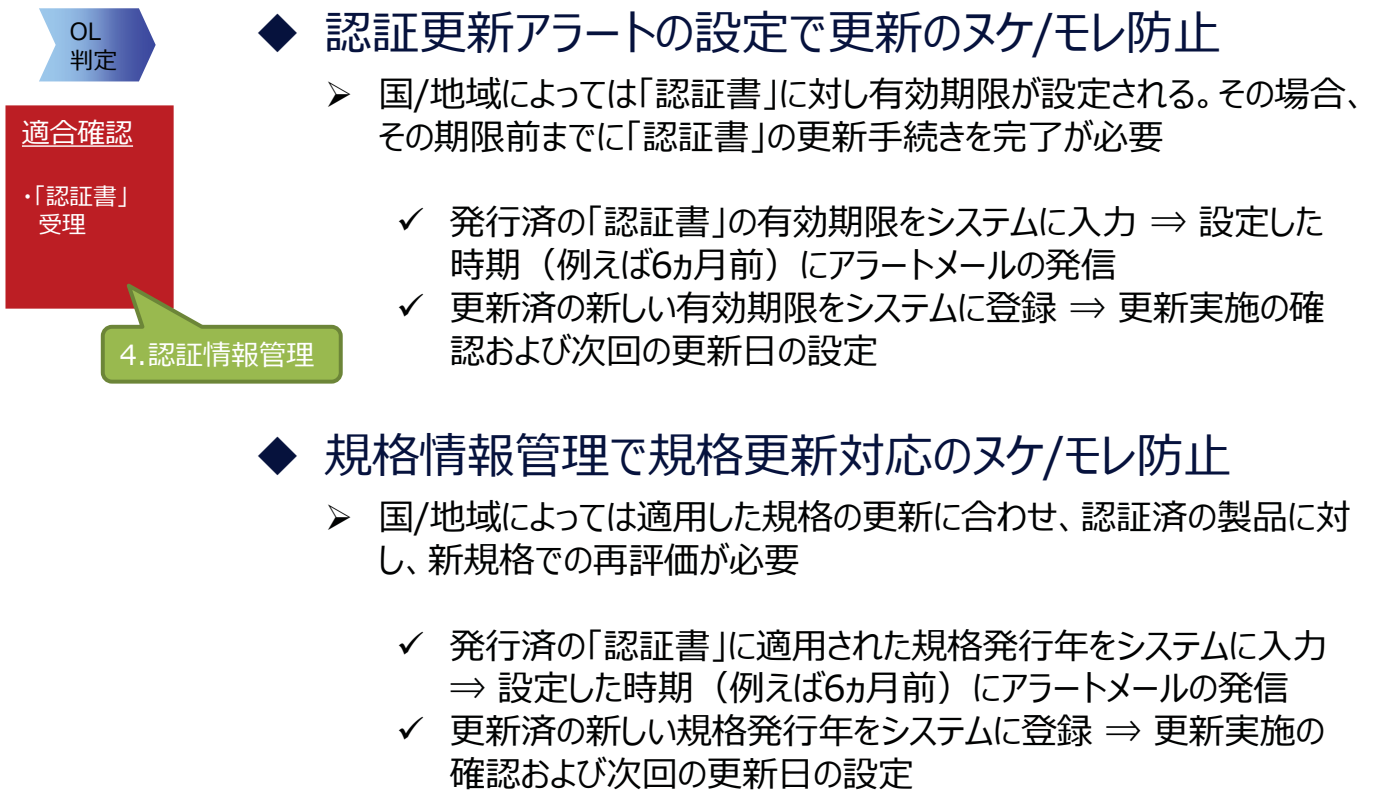 OL
判定
適合確認
・「認証書」
受理
4.認証情報管理
◆ 認証更新アラートの設定で更新のヌケ/モレ防止
➢ 国/地域によっては「認証書」に対し有効期限が設定される。その場合、
その期限前までに「認証書」の更新手続きを完了が必要
✓ 発行済の「認証書」の有効期限をシステムに入力 ⇒ 設定した
時期（例えば6ヵ月前）にアラートメールの発信
✓ 更新済の新しい有効期限をシステムに登録 ⇒ 更新実施の確
認および次回の更新日の設定
◆ 規格情報管理で規格更新対応のヌケ/モレ防止
➢ 国/地域によっては適用した規格の更新に合わせ、認証済の製品に対
し、新規格での再評価が必要
✓ 発行済の「認証書」に適用された規格発行年をシステムに入力
⇒ 設定した時期（例えば6ヵ月前）にアラートメールの発信
✓ 更新済の新しい規格発行年をシステムに登録 ⇒ 更新実施の
確認および次回の更新日の設定